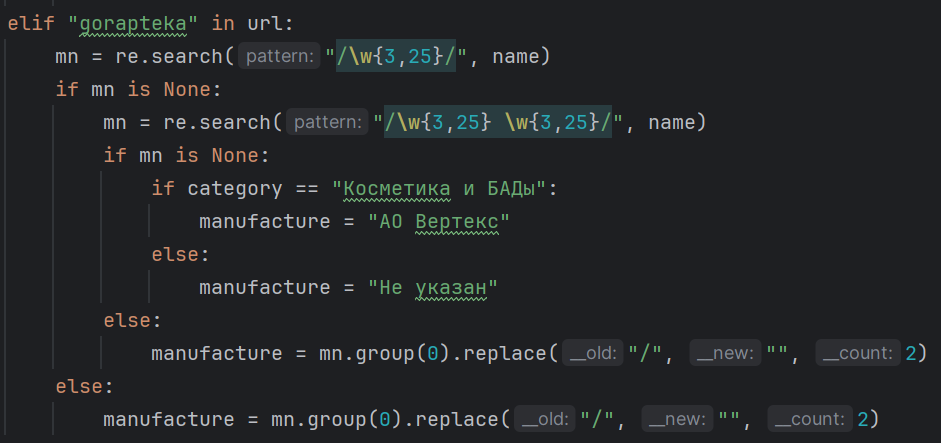 elif "gorapteka" in url:
    mn = re.search( pattern: "/\w{3,25}/", name)
    if mn is None:
        mn = re.search( pattern: "/\w{3,25} \w{3,25}/", name)
        if mn is None:
            if category == "Косметика и БАДы":
                manufacture = "АО Вертекс"
            else:
                manufacture = "Не указан"
        else:
            manufacture = mn.group(0).replace( __old: "/", __new: "", __count: 2)
    else:
        manufacture = mn.group(0).replace( __old: "/", __new: "", __count: 2)